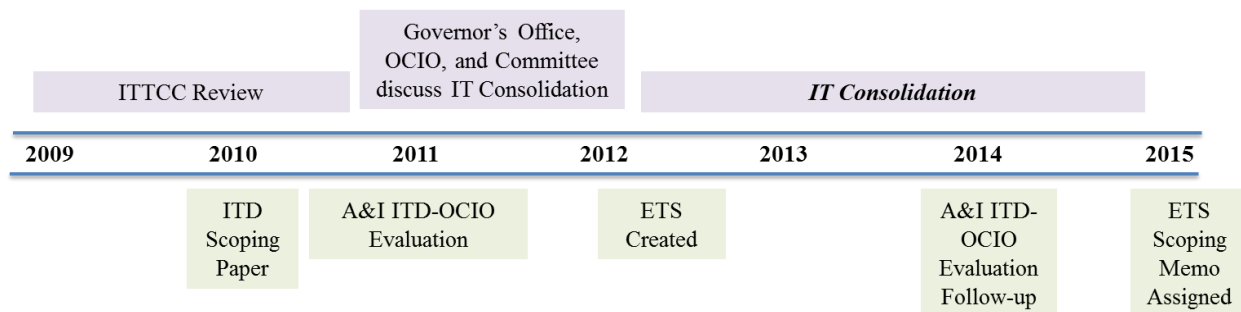 Governor’s Office,
OCIO, and Committee
discuss IT Consolidation
ITTCC Review
IT Consolidation
2009 2010 2011 2012 2013 2014 2015
ITD
Scoping
Paper
A&I ITD-OCIO
Evaluation
ETS
Created
A&I ITD-
OCIO
Evaluation
Follow-up
ETS
Scoping
Memo
Assigned